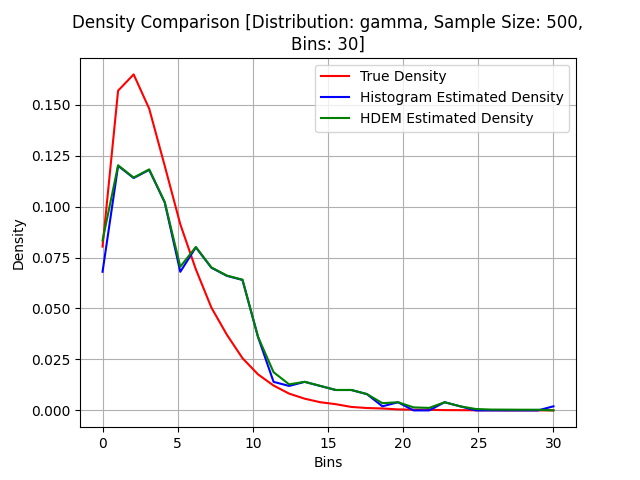 Density Comparison [Distribution: gamma, Sample Size: 500,
Bins: 30]
True Density
Histogram Estimated Density
HDEM Estimated Density
Density
0.150
0.125
0.100
0.075
0.050
0.025
0.000
0 5 10 15 20 25 30
Bins